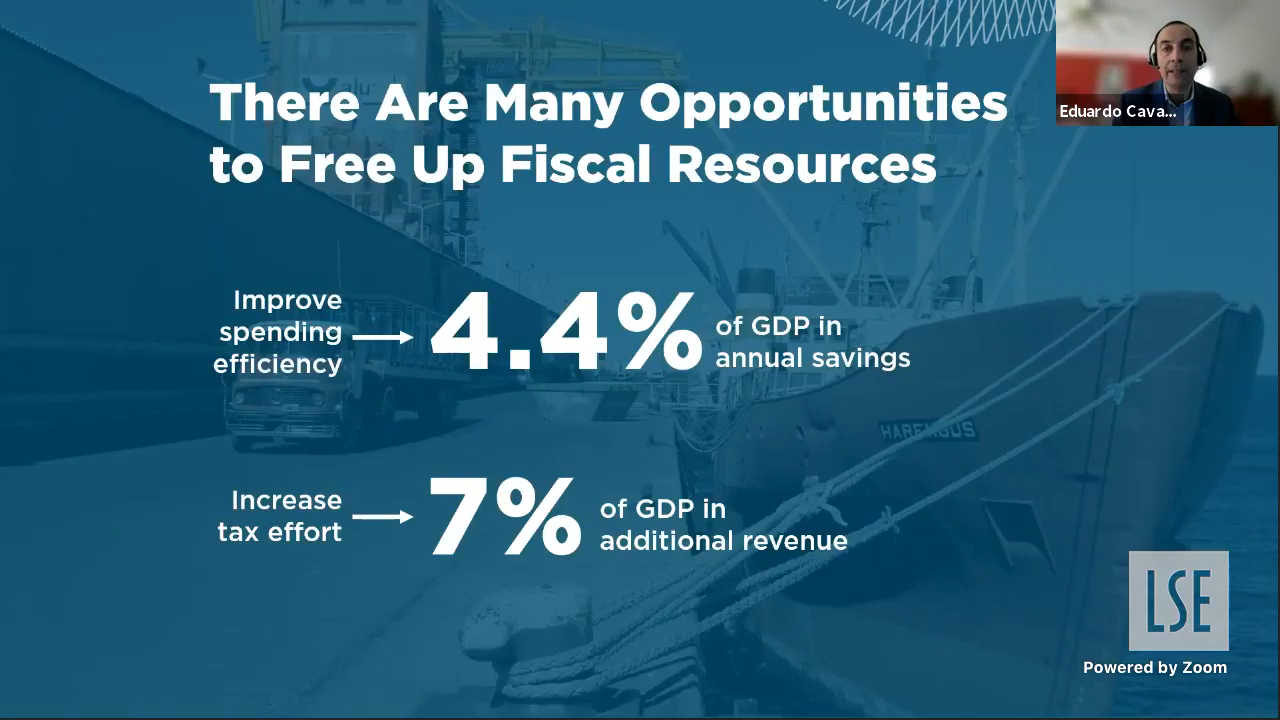 There Are Many Opportunities
to Free Up Fiscal Resources
Eduardo Cava...
Improve
spending
efficiency
4.4%
of GDP in
annual savings
HARENGUS
Increase
tax effort
7%
of GDP in
additional revenue
LSE
Powered by Zoom